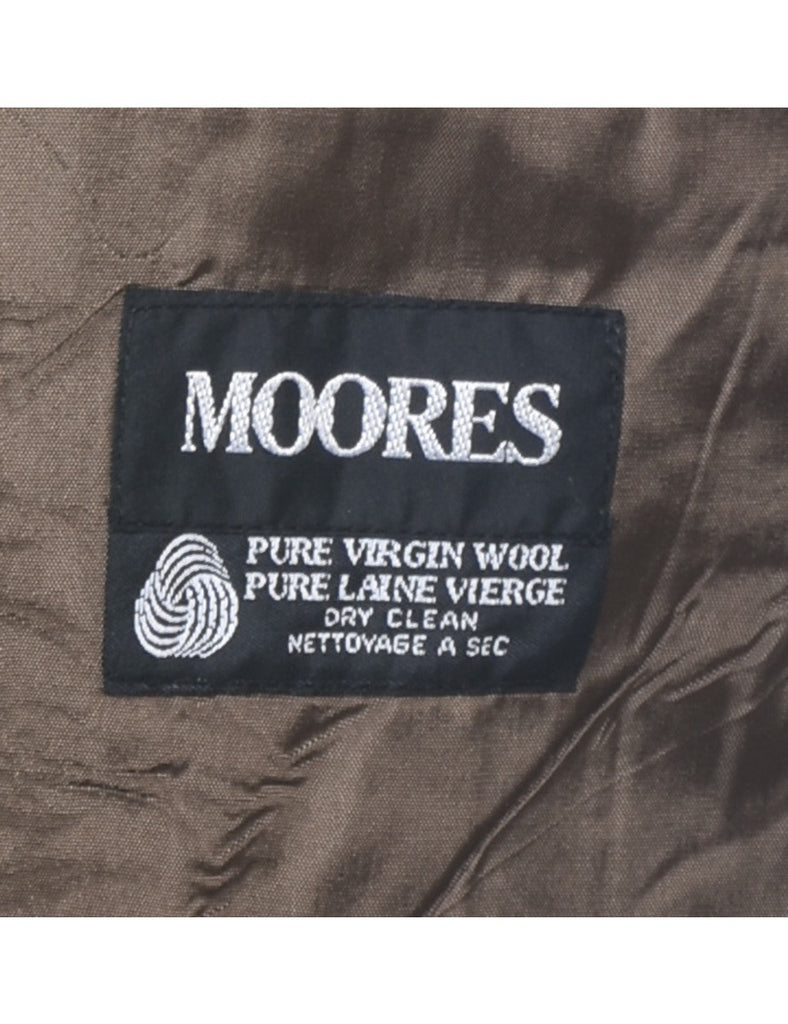 MOORES
PURE VIRGIN WOOL
PURE LAINE VIERGE
DRY CLEAN
NETTOYAGE A SEC